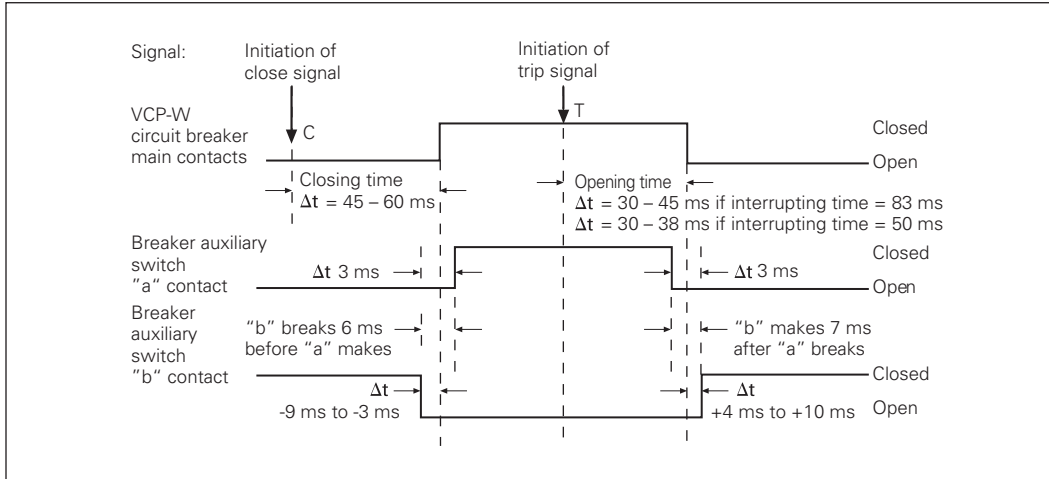 Signal:
Initiation of
close signal
Initiation of
trip signal
VCP-W
circuit breaker
main contacts
C
T
Closed
Open
Closing time
Δt = 45 – 60 ms
Opening time
Δt = 30 – 45 ms if interrupting time = 83 ms
Δt = 30 – 38 ms if interrupting time = 50 ms
Breaker auxiliary
switch
"a" contact
Δt 3 ms
Δt 3 ms
Closed
Open
Breaker
auxiliary
switch
"b" contact
"b" breaks 6 ms
before "a" makes
"b" makes 7 ms
after "a" breaks
Δt
-9 ms to -3 ms
Δt
+4 ms to +10 ms
Closed
Open